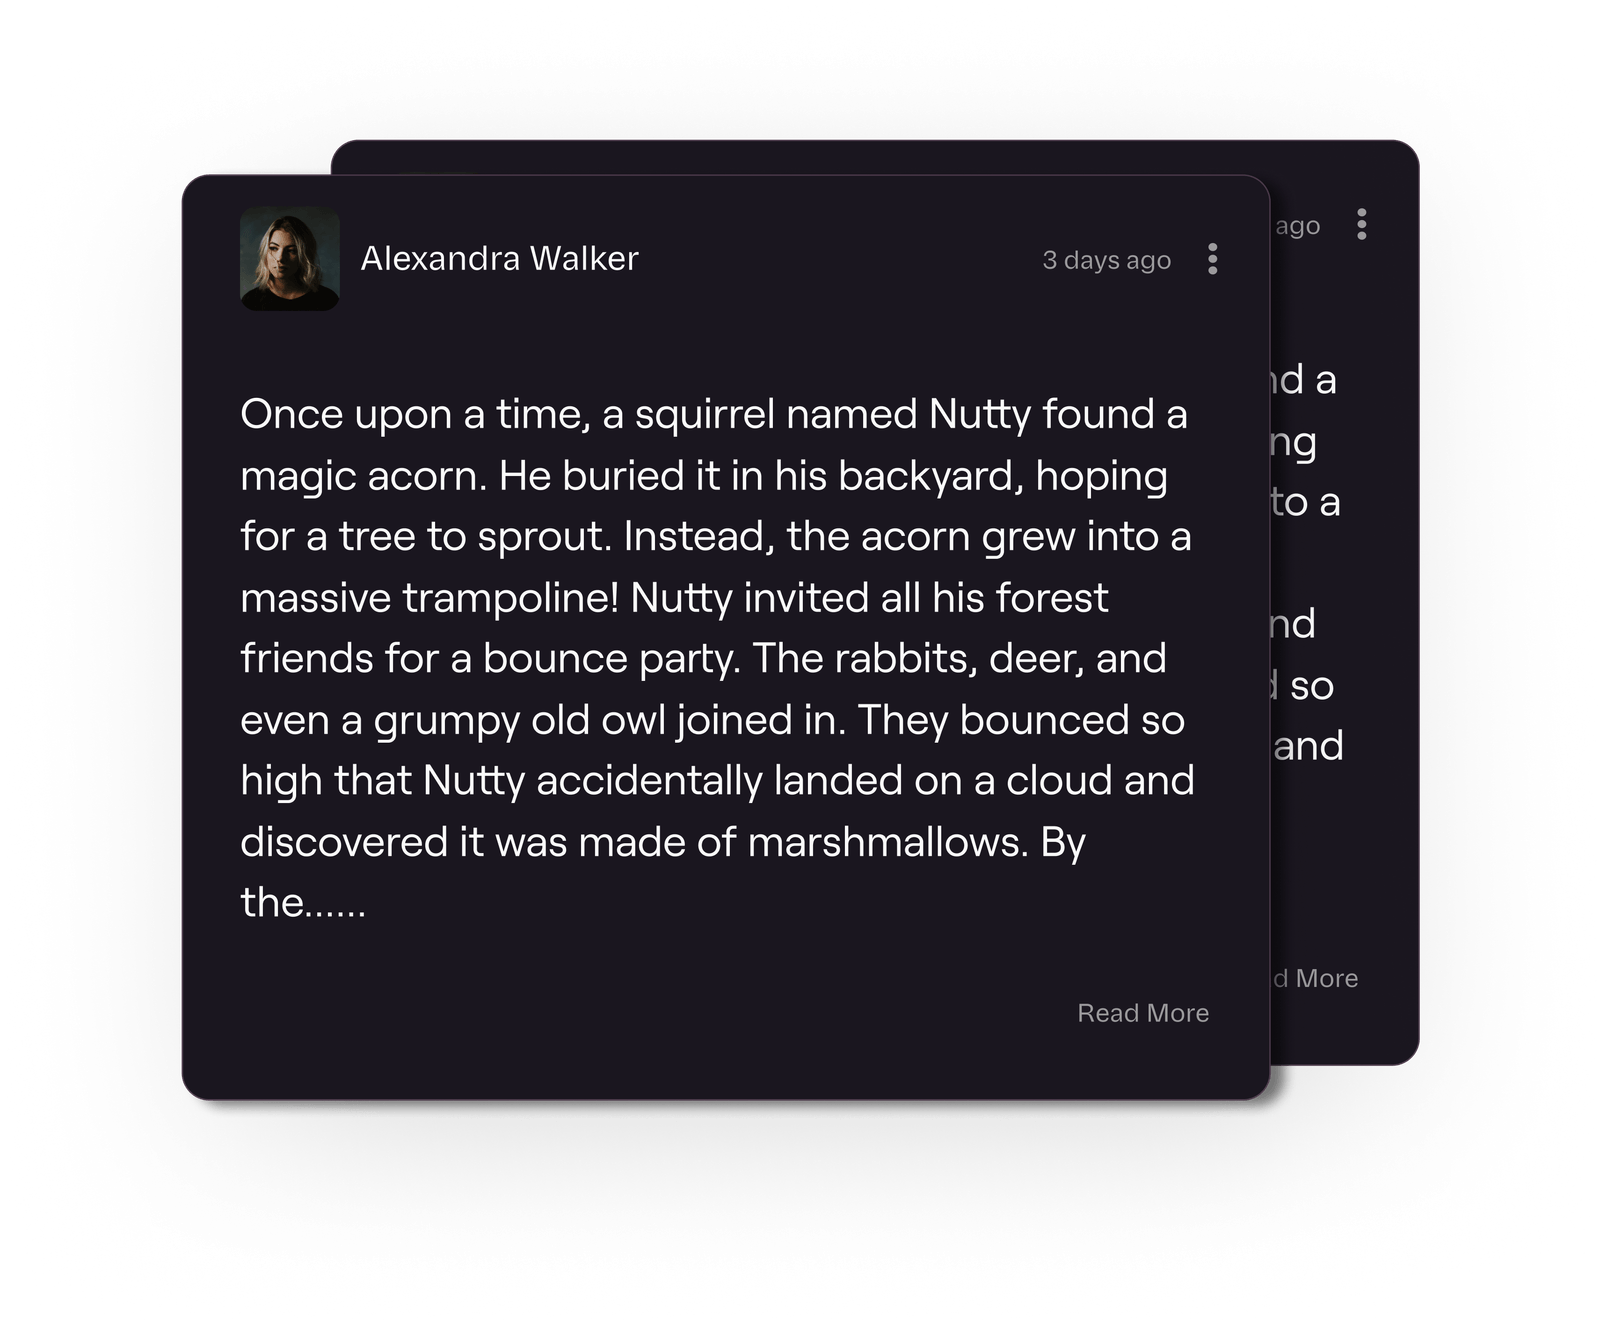 Alexandra Walker
3 days ago
Once upon a time, a squirrel named Nutty found a
magic acorn. He buried it in his backyard, hoping
for a tree to sprout. Instead, the acorn grew into a
massive trampoline! Nutty invited all his forest
friends for a bounce party. The rabbits, deer, and
even a grumpy old owl joined in. They bounced so
high that Nutty accidentally landed on a cloud and
discovered it was made of marshmallows. By
the......
Read More
ago
a
to a
so
and
More